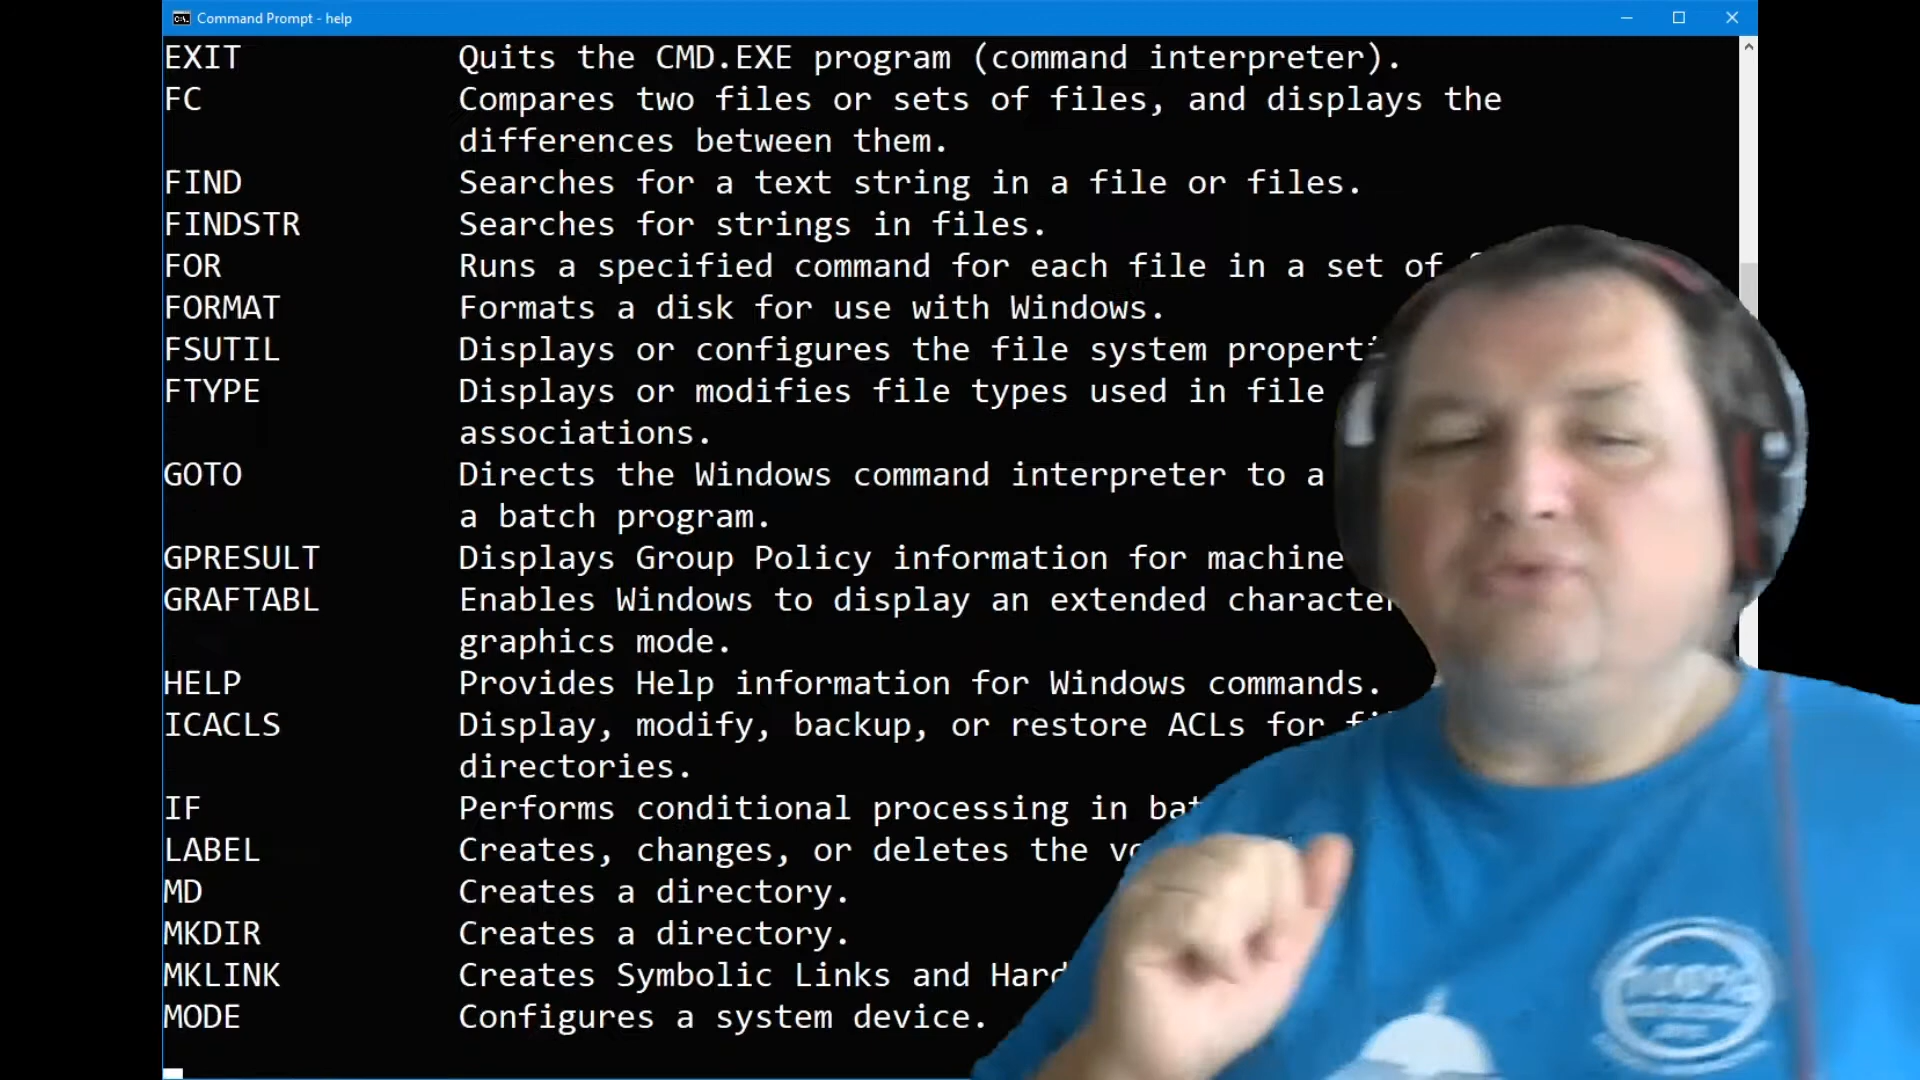 Command Prompt - help
EXIT Quits the CMD.EXE program (command interpreter).
FC Compares two files or sets of files, and displays the
differences between them.
FIND Searches for a text string in a file or files.
FINDSTR Searches for strings in files.
FOR Runs a specified command for each file in a set of
FORMAT Formats a disk for use with Windows.
FSUTIL Displays or configures the file system properti
FTYPE Displays or modifies file types used in file
associations.
GOTO Directs the Windows command interpreter to a
a batch program.
GPRESULT Displays Group Policy information for machine
GRAFTABL Enables Windows to display an extended character
graphics mode.
HELP Provides Help information for Windows commands.
ICACLS Display, modify, backup, or restore ACLs for fi
directories.
IF Performs conditional processing in bat
LABEL Creates, changes, or deletes the vo
MD Creates a directory.
MKDIR Creates a directory.
MKLINK Creates Symbolic Links and Hard
MODE Configures a system device.
100%